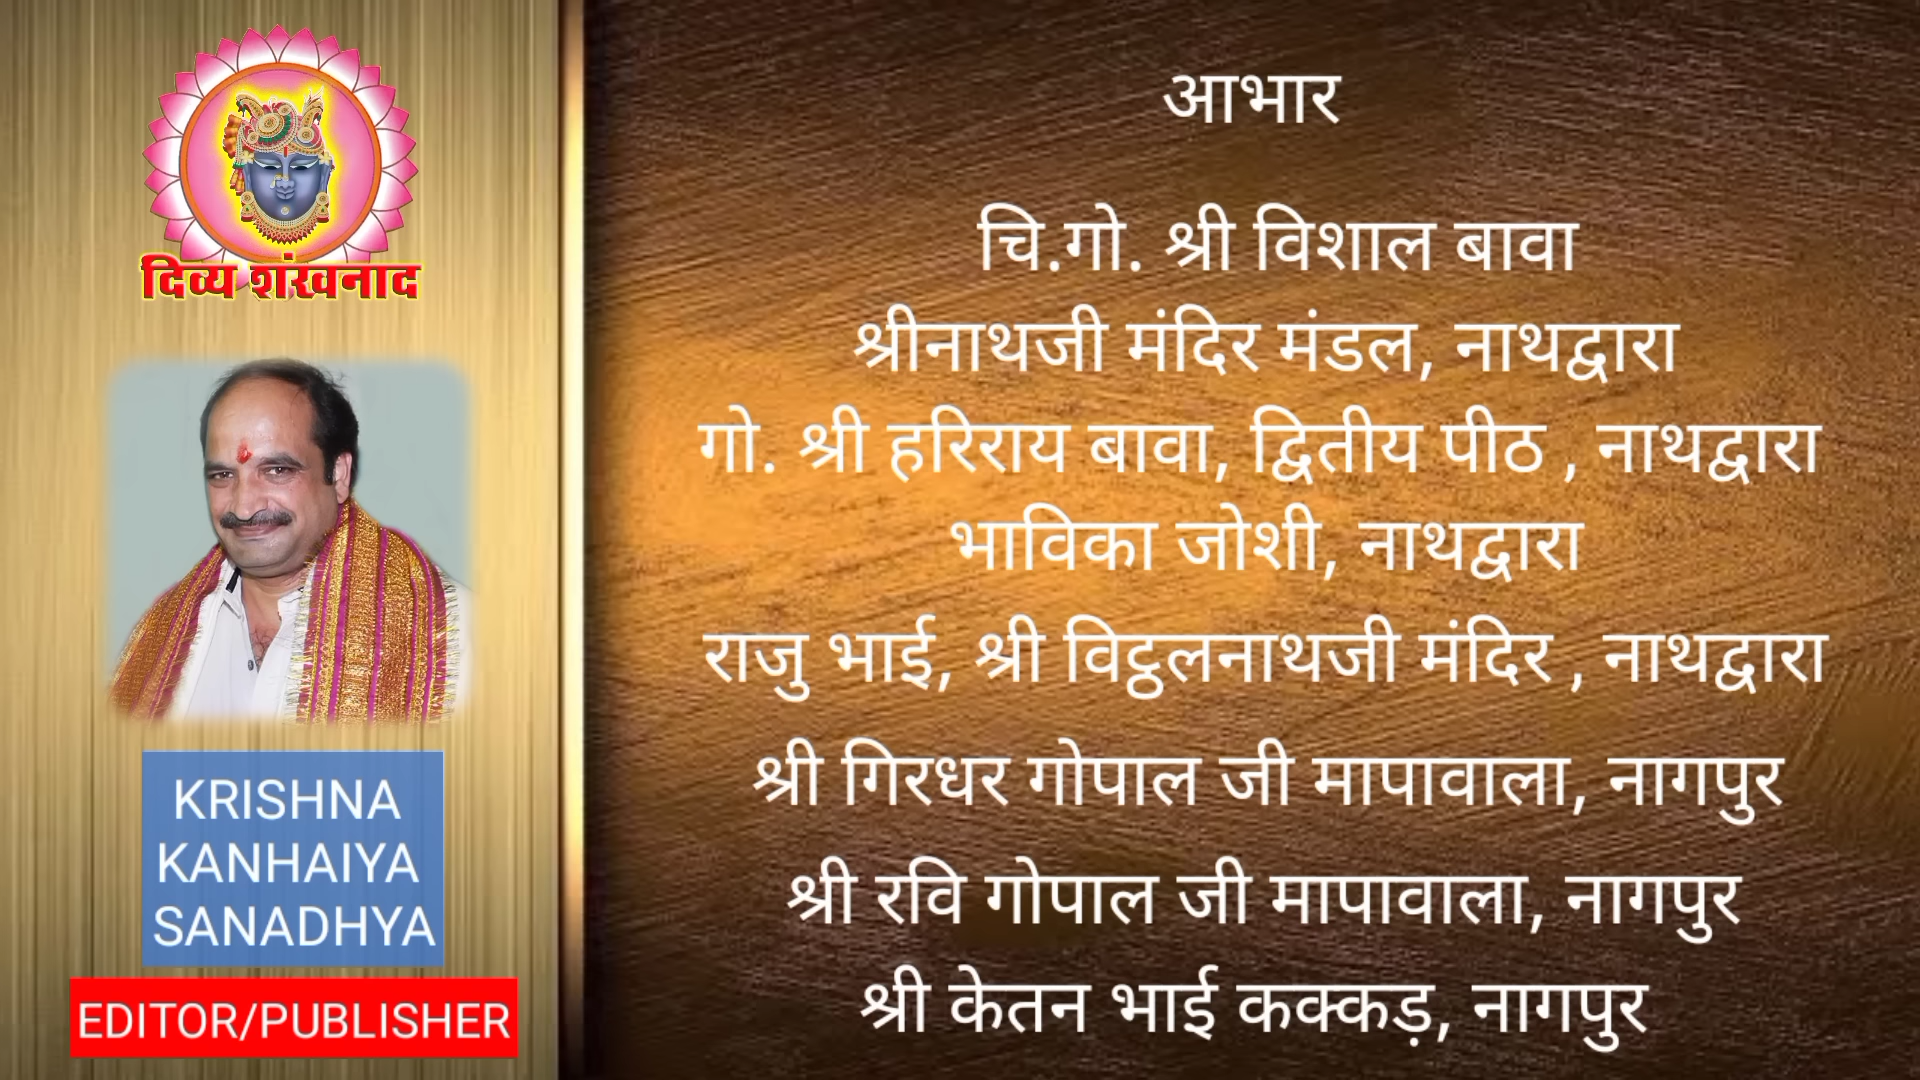 दिव्य शंखनाद
KRISHNA
KANHAIYA
SANADHYA
EDITOR/PUBLISHER
आभार
चि.गो. श्री विशाल बावा
श्रीनाथजी मंदिर मंडल, नाथद्वारा
गो. श्री हरिराय बावा, द्वितीय पीठ , नाथद्वारा
भाविका जोशी, नाथद्वारा
राजु भाई, श्री विट्ठलनाथजी मंदिर , नाथद्वारा
श्री गिरधर गोपाल जी मापावाला, नागपुर
श्री रवि गोपाल जी मापावाला, नागपुर
श्री केतन भाई कक्कड़, नागपुर